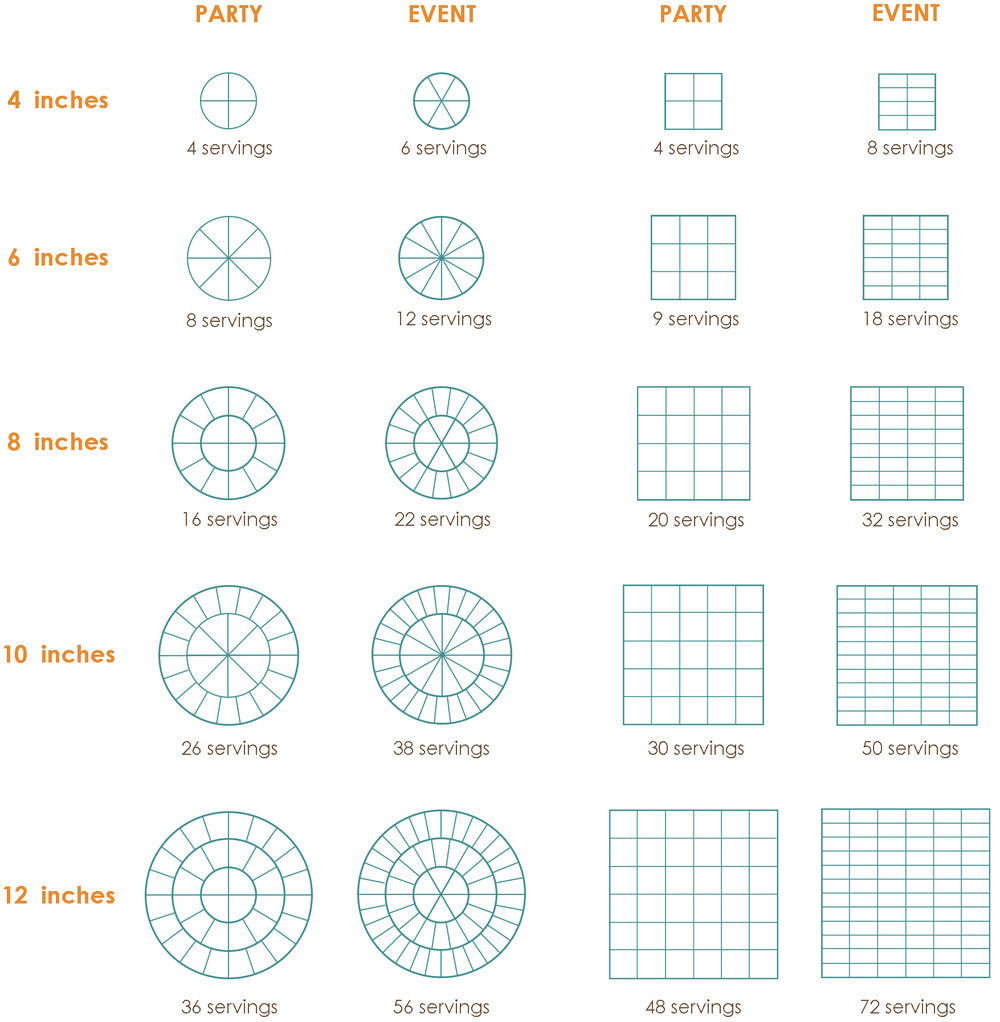 PARTY EVENT PARTY EVENT
4 inches
4 servings 6 servings 4 servings 8 servings
6 inches
8 servings 12 servings 9 servings 18 servings
8 inches
16 servings 22 servings 20 servings 32 servings
10 inches
26 servings 38 servings 30 servings 50 servings
12 inches
36 servings 56 servings 48 servings 72 servings